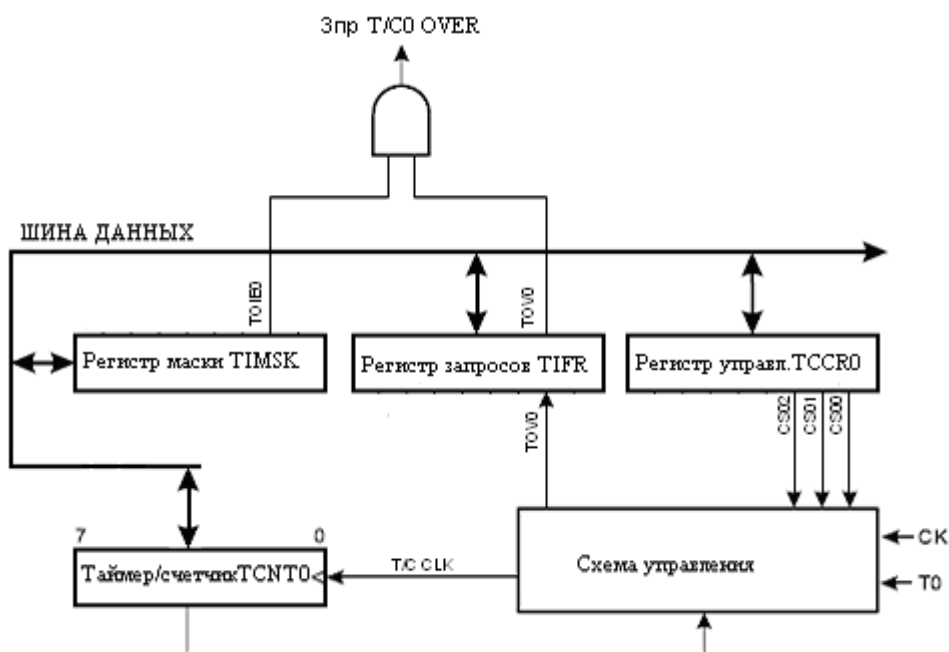 Зпр T/C0 OVER
ШИНА ДАННЫХ
TOIE0
TOV0
Регистр маски TIMSK
Регистр запросов TIFR
Регистр управл.TCCR0
TOV0
CS02
CS01
CS00
7
0
Таймер/счетчикTCNT0
T/C CLK
Схема управления
CK
T0